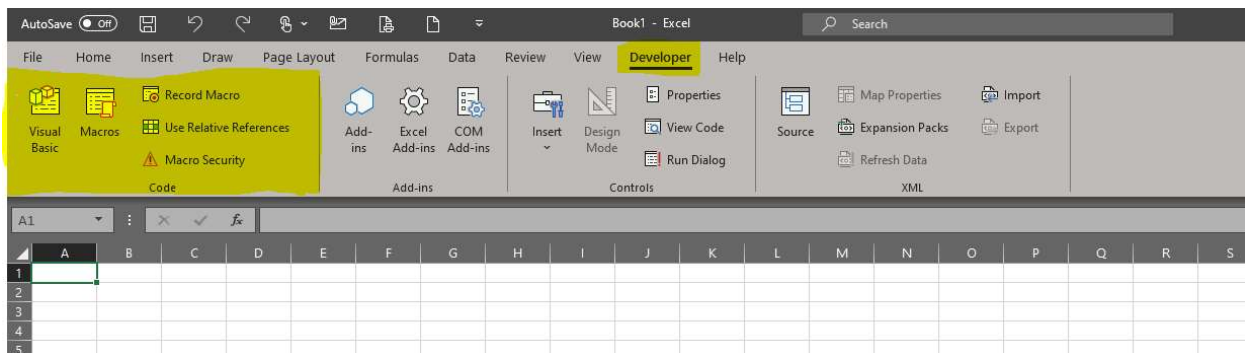 AutoSave Off Book1 - Excel Search
File Home Insert Draw Page Layout Formulas Data Review View Developer Help
Visual Basic
Macros
Record Macro
Use Relative References
Macro Security
Code
Add-ins
Excel Add-ins
COM Add-ins
Add-ins
Insert
Design Mode
Properties
View Code
Run Dialog
Controls
Source
Map Properties
Expansion Packs
Refresh Data
Import
Export
XML
A1 fx
A B C D E F G H I J K L M N O P Q R S
1
2
3
4
5